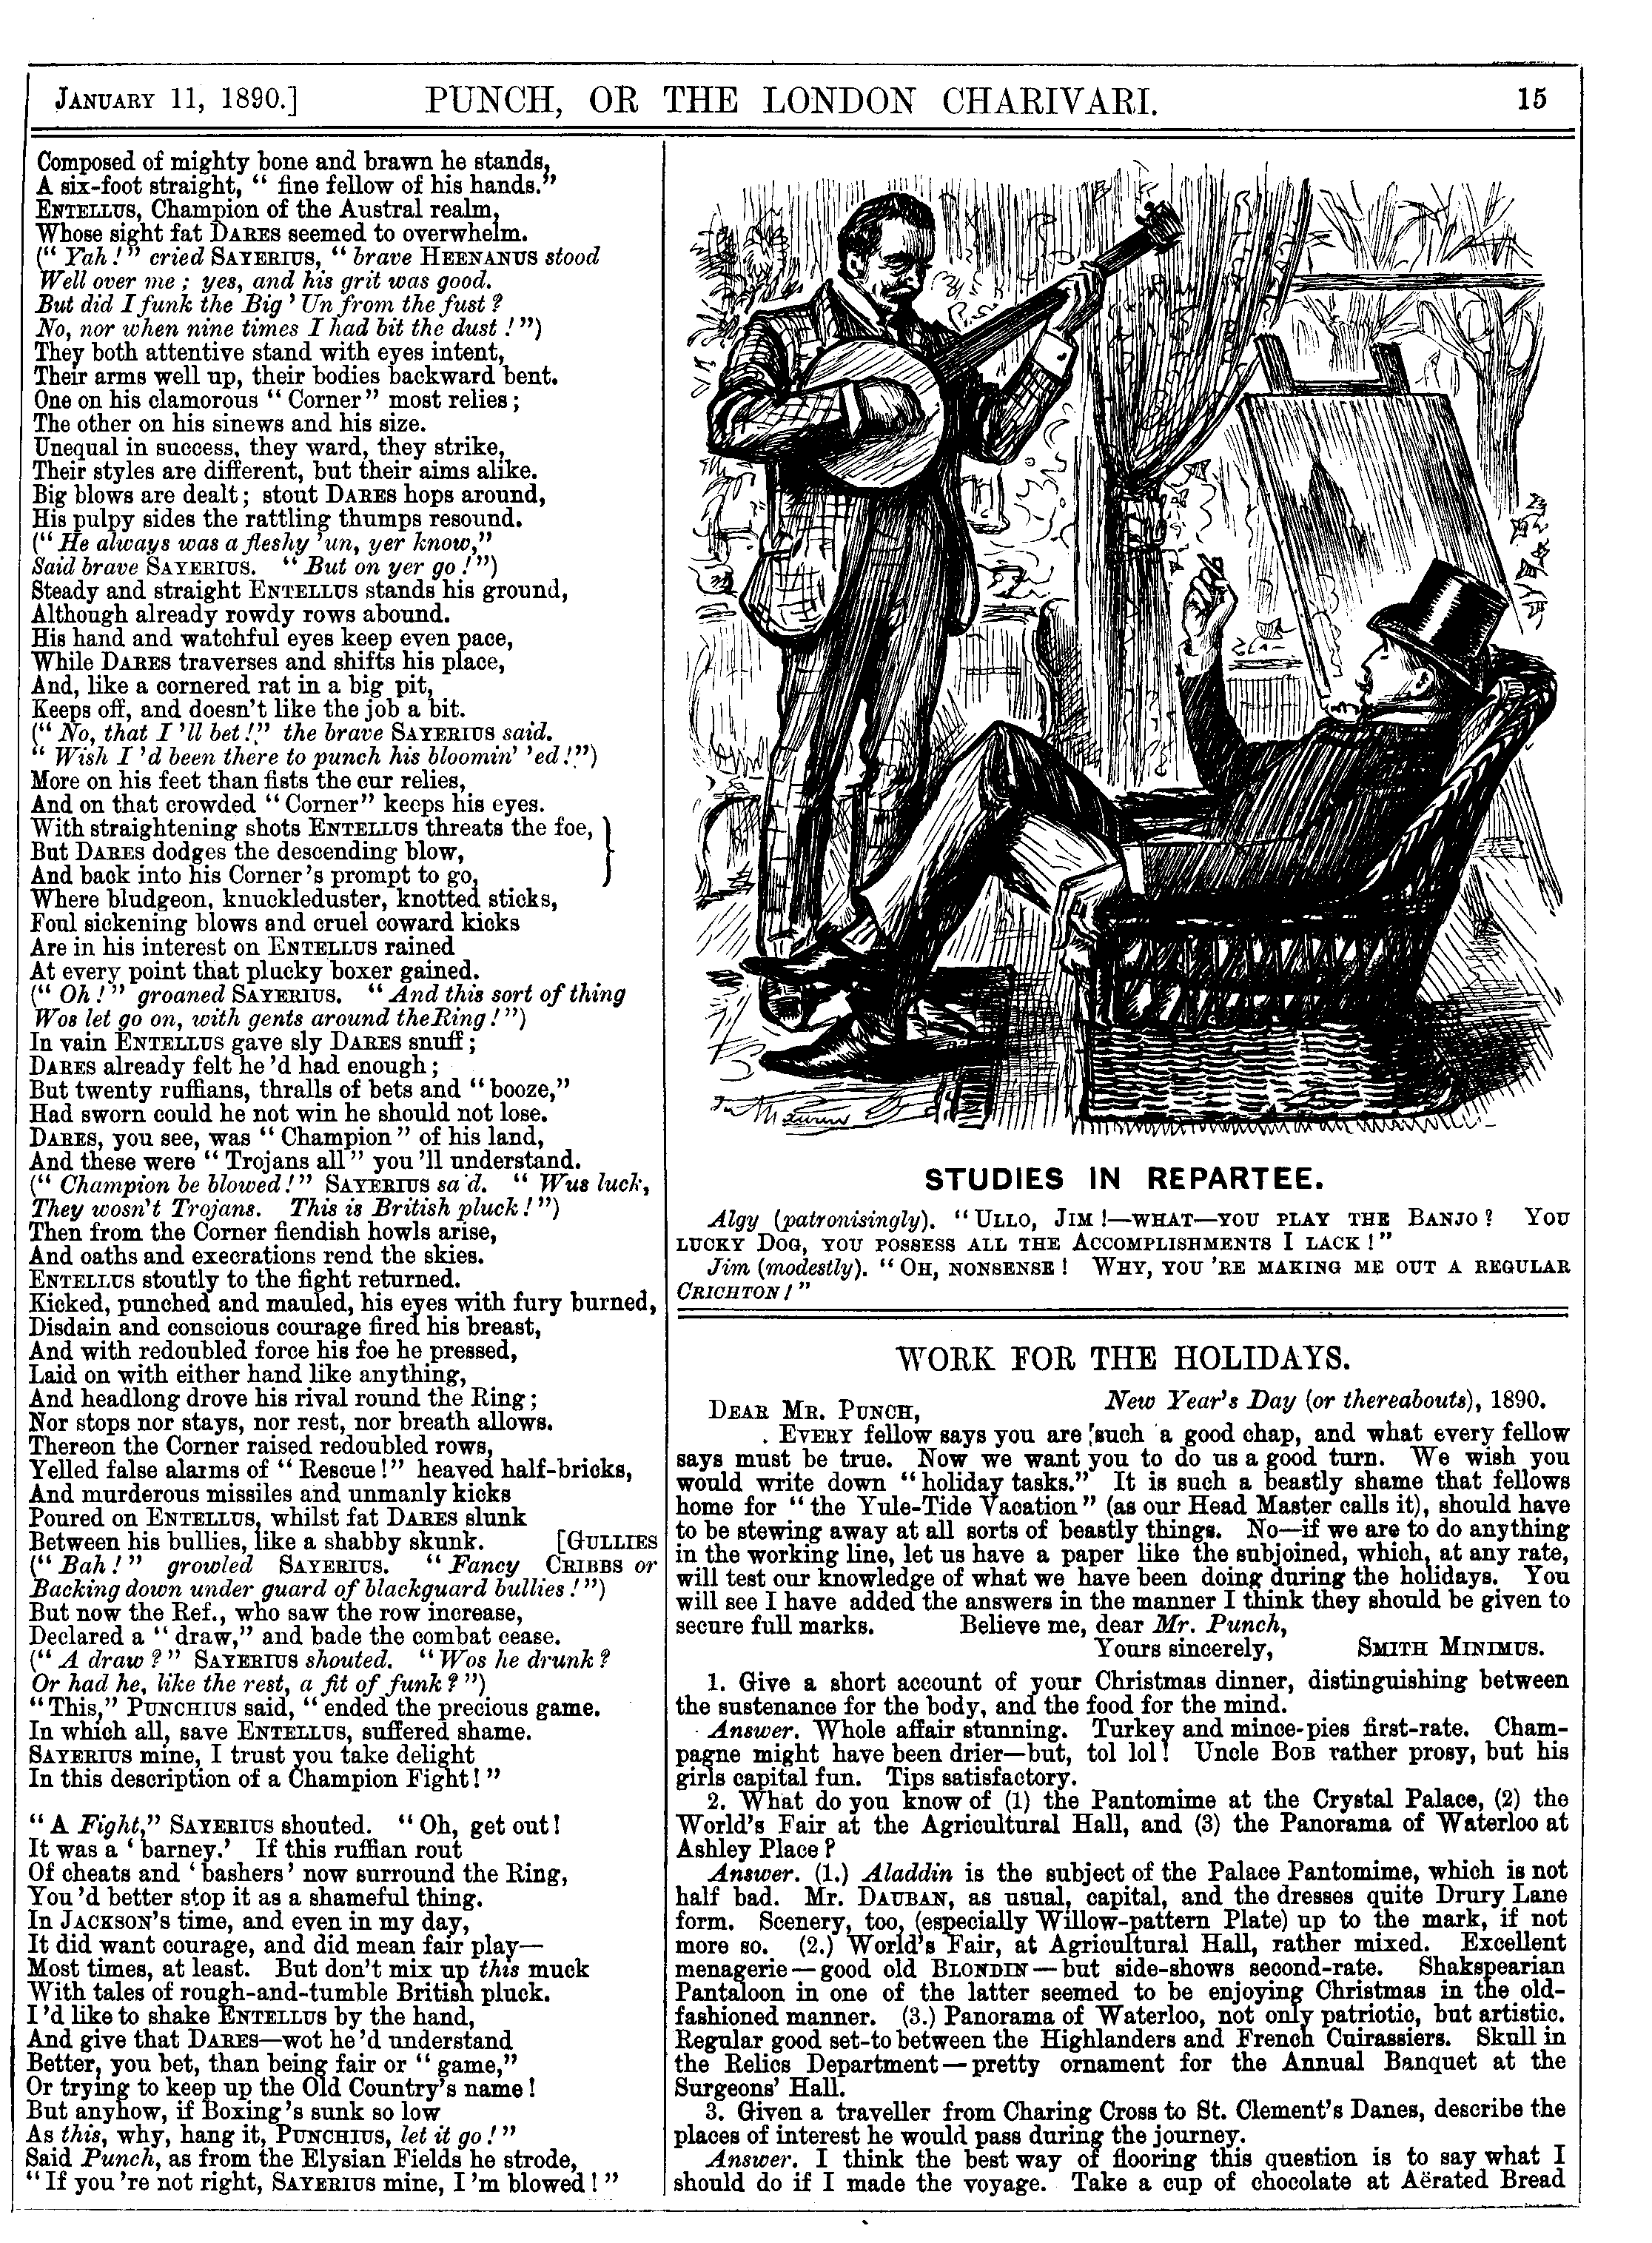 JANUARY 11, 1890.] PUNCH, OR THE LONDON CHARIVARI. 15
Composed of mighty bone and brawn he stands,
A six-foot straight, “ fine fellow of his hands.”
ENTELLUS, Champion of the Austral realm,
Whose sight fat DARES seemed to overwhelm.
(“ Yah !” cried SAYERIUS, “ brave HEENANUS stood
Well over me ; yes, and his grit was good.
But did I funk the Big ’ Un from the fust ?
No, nor when nine times I had bit the dust !”)
They both attentive stand with eyes intent,
Their arms well up, their bodies backward bent.
One on his clamorous “ Corner” most relies ;
The other on his sinews and his size.
Unequal in success, they ward, they strike,
Their styles are different, but their aims alike.
Big blows are dealt ; stout DARES hops around,
His pulpy sides the rattling thumps resound.
(“ He always was a fleshy ’un, yer know,”
Said brave SAYERIUS. “ But on yer go !”)
Steady and straight ENTELLUS stands his ground,
Although already rowdy rows abound.
His hand and watchful eyes keep even pace,
While DARES traverses and shifts his place,
And, like a cornered rat in a big pit,
Keeps off, and doesn’t like the job a bit.
(“ No, that I ’ll bet !” the brave SAYERIUS said.
“ Wish I ’d been there to punch his bloomin’ ’ed !”)
More on his feet than fists the cur relies,
And on that crowded “ Corner” keeps his eyes.
With straightening shots ENTELLUS threats the foe,
But DARES dodges the descending blow,
And back into his Corner’s prompt to go,
Where bludgeon, knuckleduster, knotted sticks,
Foul sickening blows and cruel coward kicks
Are in his interest on ENTELLUS rained
At every point that plucky boxer gained.
(“ Oh !” groaned SAYERIUS. “ And this sort of thing
Wos let go on, with gents around the Ring !”)
In vain ENTELLUS gave sly DARES snuff ;
DARES already felt he ’d had enough ;
But twenty ruffians, thralls of bets and “ booze,”
Had sworn could he not win he should not lose.
DARES, you see, was “ Champion” of his land,
And these were “ Trojans all” you ’ll understand.
(“ Champion be blowed !” SAYERIUS sa'd. “ Wus luck,
They wosn’t Trojans. This is British pluck !”)
Then from the Corner fiendish howls arise,
And oaths and execrations rend the skies.
ENTELLUS stoutly to the fight returned.
Kicked, punched and mauled, his eyes with fury burned,
Disdain and conscious courage fired his breast,
And with redoubled force his foe he pressed,
Laid on with either hand like anything,
And headlong drove his rival round the Ring ;
Nor stops nor stays, nor rest, nor breath allows.
Thereon the Corner raised redoubled rows,
Yelled false alarms of “ Rescue !” heaved half-bricks,
And murderous missiles and unmanly kicks
Poured on ENTELLUS, whilst fat DARES slunk
Between his bullies, like a shabby skunk. [GULLIES
(“ Bah !” growled SAYERIUS. “ Fancy CRIBBS or
Backing down under guard of blackguard bullies !”)
But now the Ref., who saw the row increase,
Declared a “ draw,” and bade the combat cease.
(“ A draw ?” SAYERIUS shouted. “ Wos he drunk ?
Or had he, like the rest, a fit of funk ?”)
“ This,” PUNCHIUS said, “ ended the precious game.
In which all, save ENTELLUS, suffered shame.
SAYERIUS mine, I trust you take delight
In this description of a Champion Fight ! ”
“ A Fight,” SAYERIUS shouted. “ Oh, get out !
It was a ‘ barney.’ If this ruffian rout
Of cheats and ‘ bashers’ now surround the Ring,
You ’d better stop it as a shameful thing.
In JACKSON’S time, and even in my day,
It did want courage, and did mean fair play—
Most times, at least. But don’t mix up this muck
With tales of rough-and-tumble British pluck.
I ’d like to shake ENTELLUS by the hand,
And give that DARES—wot he ’d understand
Better, you bet, than being fair or “ game,”
Or trying to keep up the Old Country’s name !
But anyhow, if Boxing’s sunk so low
As this, why, hang it, PUNCHIUS, let it go !”
Said Punch, as from the Elysian Fields he strode,
“ If you ’re not right, SAYERIUS mine, I ’m blowed ! ”
STUDIES IN REPARTEE.
Algy (patronisingly). “ ULLO, JIM !—WHAT—YOU PLAY THE BANJO ? YOU
LUCKY DOG, YOU POSSESS ALL THE ACCOMPLISHMENTS I LACK !”
Jim (modestly). “ OH, NONSENSE ! WHY, YOU ’RE MAKING ME OUT A REGULAR
CRICHTON !”
WORK FOR THE HOLIDAYS.
New Year’s Day (or thereabouts), 1890.
DEAR MR. PUNCH,
EVERY fellow says you are such a good chap, and what every fellow
says must be true. Now we want you to do us a good turn. We wish you
would write down “ holiday tasks.” It is such a beastly shame that fellows
home for “ the Yule-Tide Vacation” (as our Head Master calls it), should have
to be stewing away at all sorts of beastly things. No—if we are to do anything
in the working line, let us have a paper like the subjoined, which, at any rate,
will test our knowledge of what we have been doing during the holidays. You
will see I have added the answers in the manner I think they should be given to
secure full marks. Believe me, dear Mr. Punch,
Yours sincerely, SMITH MINIMUS.
1. Give a short account of your Christmas dinner, distinguishing between
the sustenance for the body, and the food for the mind.
Answer. Whole affair stunning. Turkey and mince-pies first-rate. Cham-
pagne might have been drier—but, tol lol ! Uncle BOB rather prosy, but his
girls capital fun. Tips satisfactory.
2. What do you know of (1) the Pantomime at the Crystal Palace, (2) the
World’s Fair at the Agricultural Hall, and (3) the Panorama of Waterloo at
Ashley Place ?
Answer. (1.) Aladdin is the subject of the Palace Pantomime, which is not
half bad. Mr. DAUBAN, as usual, capital, and the dresses quite Drury Lane
form. Scenery, too, (especially Willow-pattern Plate) up to the mark, if not
more so. (2.) World’s Fair, at Agricultural Hall, rather mixed. Excellent
menagerie — good old BLONDIN — but side-shows second-rate. Shakspearian
Pantaloon in one of the latter seemed to be enjoying Christmas in the old-
fashioned manner. (3.) Panorama of Waterloo, not only patriotic, but artistic.
Regular good set-to between the Highlanders and French Cuirassiers. Skull in
the Relics Department — pretty ornament for the Annual Banquet at the
Surgeons’ Hall.
3. Given a traveller from Charing Cross to St. Clement’s Danes, describe the
places of interest he would pass during the journey.
Answer. I think the best way of flooring this question is to say what I
should do if I made the voyage. Take a cup of chocolate at Aërated Bread